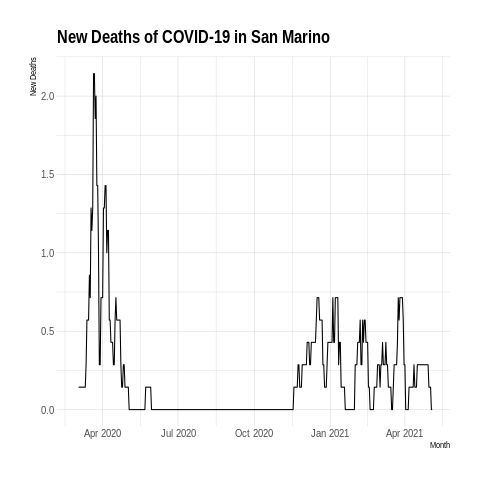 New Deaths of COVID-19 in San Marino
New Deaths
2.0
1.5
1.0
0.5
0.0
Apr 2020 Jul 2020 Oct 2020 Jan 2021 Apr 2021
Month